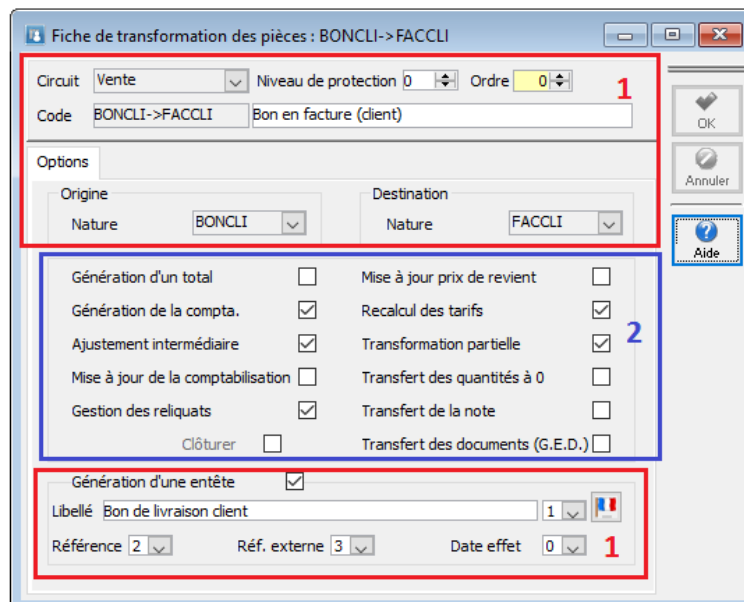 Fiche de transformation des pièces : BONCLI->FACCLI
Circuit Vente Niveau de protection 0 Ordre 0 1
Code BONCLI->FACCLI Bon en facture (client)
OK
Options
Annuler
Origine Destination
Nature BONCLI Nature FACCLI
Aide
Génération d'un total Mise à jour prix de revient
Génération de la compta. Recalcul des tarifs
Ajustement intermédiaire Transformation partielle 2
Mise à jour de la comptabilisation Transfert des quantités à 0
Gestion des reliquats Transfert de la note
Clôturer Transfert des documents (G.E.D.)
Génération d'une entête
Libellé Bon de livraison client 1
Référence 2 Réf. externe 3 Date effet 0 1